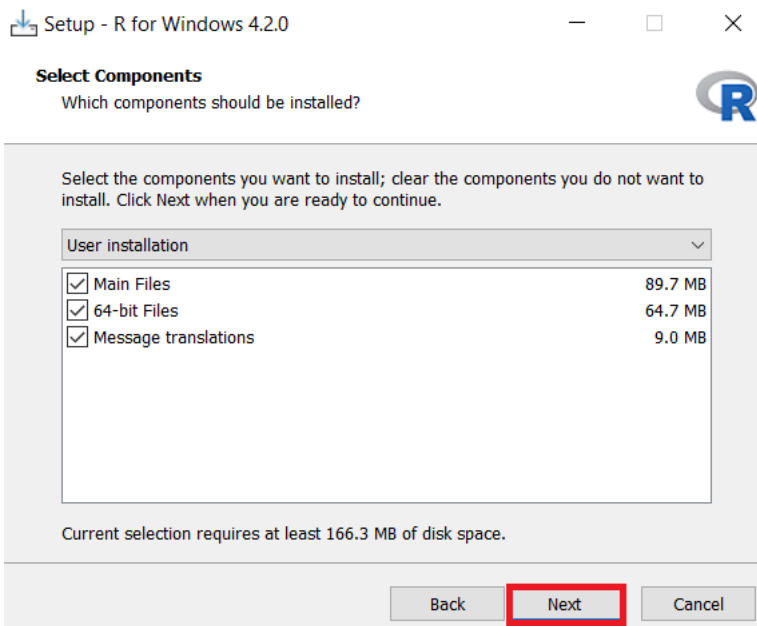 Setup - R for Windows 4.2.0
Select Components
Which components should be installed?
R
Select the components you want to install; clear the components you do not want to
install. Click Next when you are ready to continue.
User installation
Main Files 89.7 MB
64-bit Files 64.7 MB
Message translations 9.0 MB
Current selection requires at least 166.3 MB of disk space.
Back Next Cancel